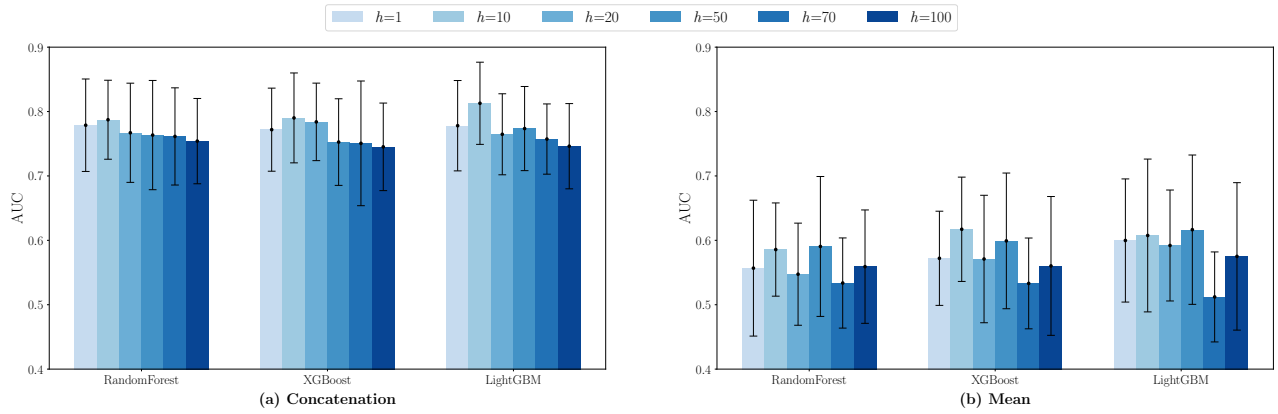 h=1 h=10 h=20 h=50 h=70 h=100
AUC
0.9
0.8
0.7
0.6
0.5
0.4
RandomForest XGBoost LightGBM
(a) Concatenation
AUC
0.9
0.8
0.7
0.6
0.5
0.4
RandomForest XGBoost LightGBM
(b) Mean